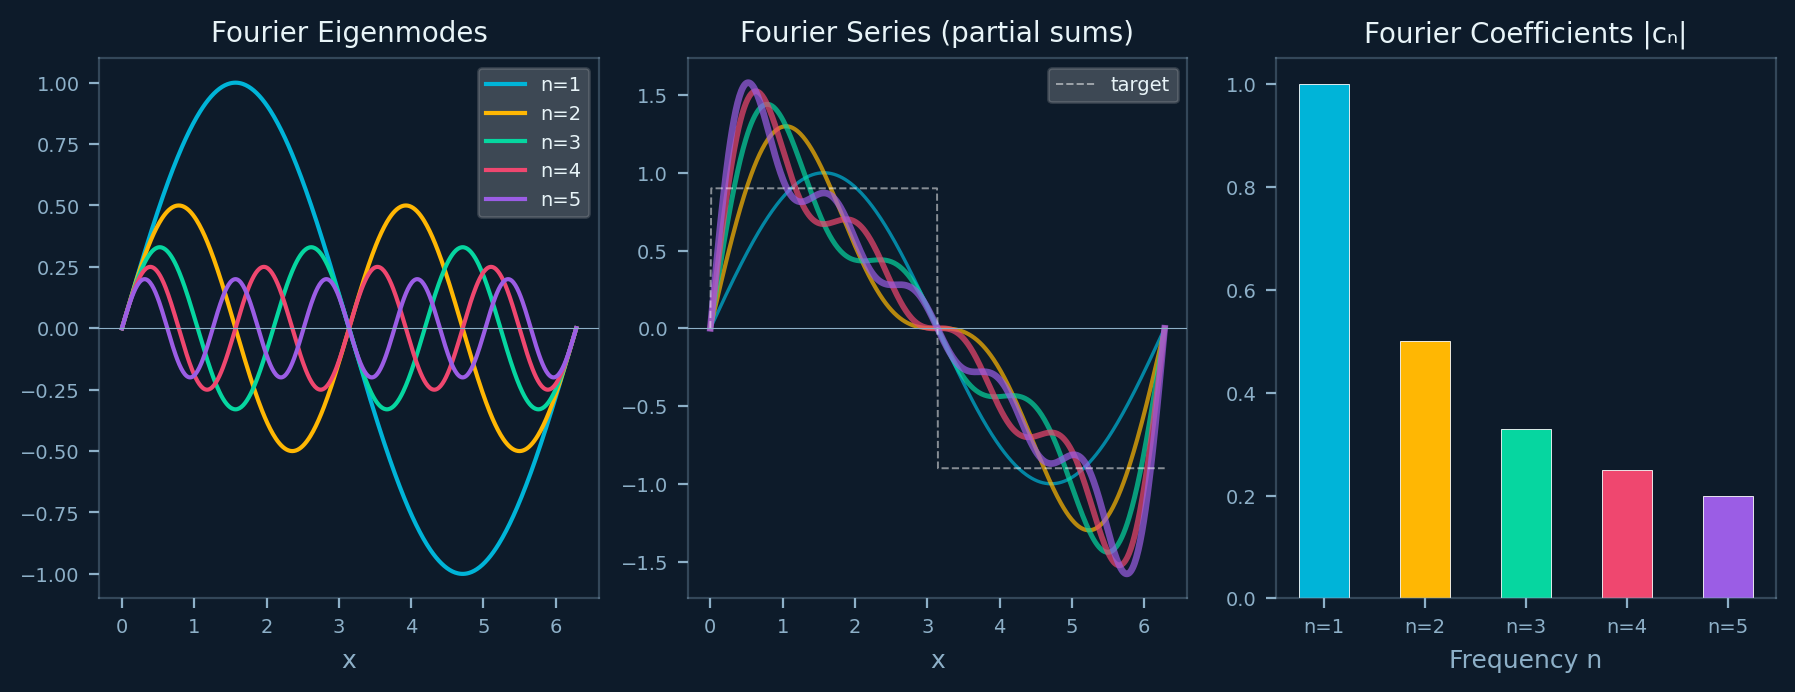 Fourier Eigenmodes
1.00
0.75
0.50
0.25
0.00
−0.25
−0.50
−0.75
−1.00
n=1
n=2
n=3
n=4
n=5
0 1 2 3 4 5 6
x
Fourier Series (partial sums)
1.5
1.0
0.5
0.0
−0.5
−1.0
−1.5
target
0 1 2 3 4 5 6
x
Fourier Coefficients |cₙ|
1.0
0.8
0.6
0.4
0.2
0.0
n=1 n=2 n=3 n=4 n=5
Frequency n